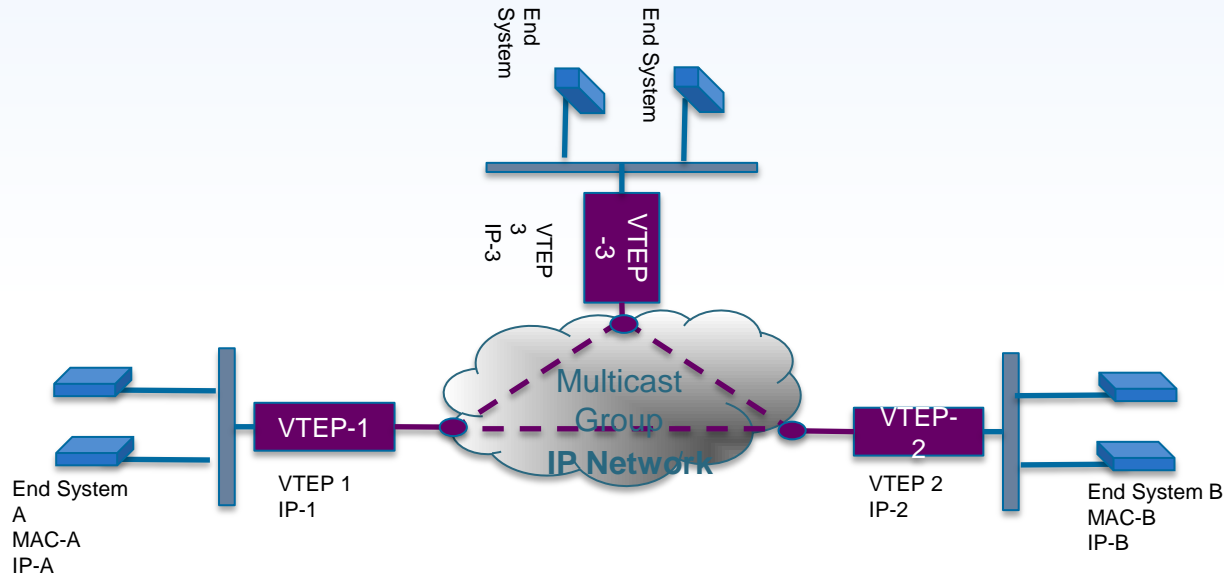 End
System
End System
VTEP
-3
VTEP
3
IP-3
Multicast
Group
IP Network
VTEP-1
VTEP 1
IP-1
VTEP-
2
VTEP 2
IP-2
End System
A
MAC-A
IP-A
End System B
MAC-B
IP-B